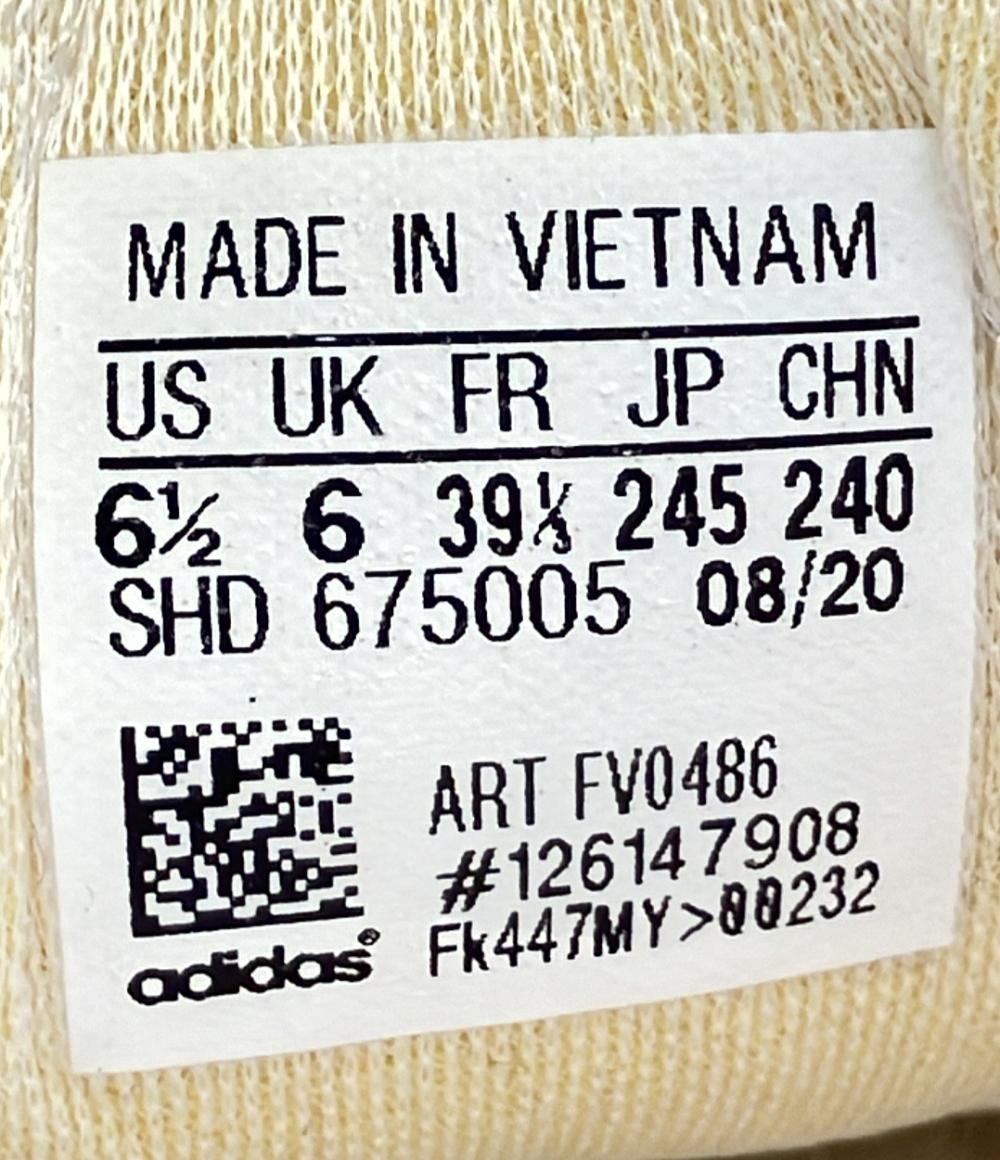 MADE IN VIETNAM
US UK FR JP CHN
6½ 6 39⅓ 245 240
SHD 675005 08/20
ART FV0486
#126147908
Fk447MY>00232
adidas®